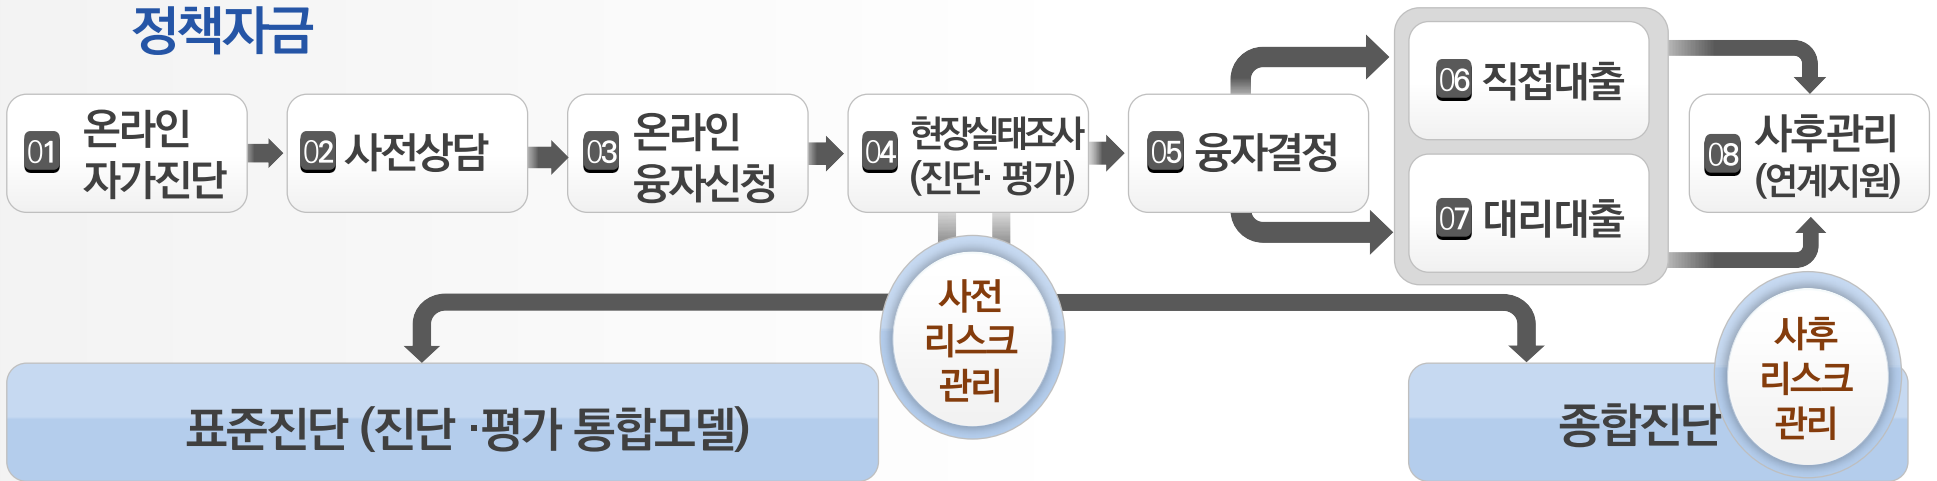 정책자금
01 온라인
자가진단
02 사전상담
03 온라인
융자신청
04 현장실태조사
(진단· 평가)
05 융자결정
06 직접대출
07 대리대출
08 사후관리
(연계지원)
사전
리스크
관리
표준진단 (진단 ·평가 통합모델)
종합진단
사후
리스크
관리